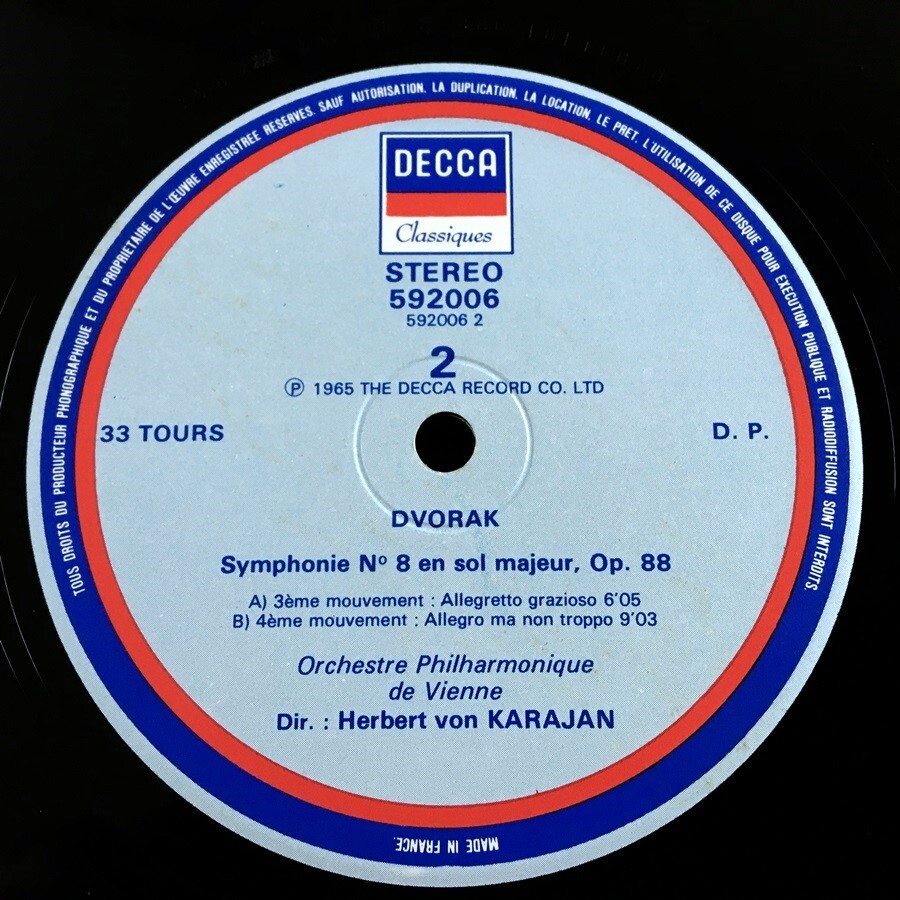 TOUS DROITS DU PRODUCTEUR PHONOGRAPHIQUE ET DU PROPRIETAIRE DE L'ŒUVRE ENREGISTREE RESERVES. SAUF AUTORISATION, LA DUPLICATION, LA LOCATION, LE PRET, L'UTILISATION DE CE DISQUE POUR EXECUTION PUBLIQUE ET RADIODIFFUSION SONT INTERDITS.
DECCA
Classiques
STEREO
592006
592006 2
2
℗ 1965 THE DECCA RECORD CO. LTD
33 TOURS
D. P.
DVORAK
Symphonie Nº 8 en sol majeur, Op. 88
A) 3ème mouvement : Allegretto grazioso 6'05
B) 4ème mouvement : Allegro ma non troppo 9'03
Orchestre Philharmonique
de Vienne
Dir. : Herbert von KARAJAN
MADE IN FRANCE.